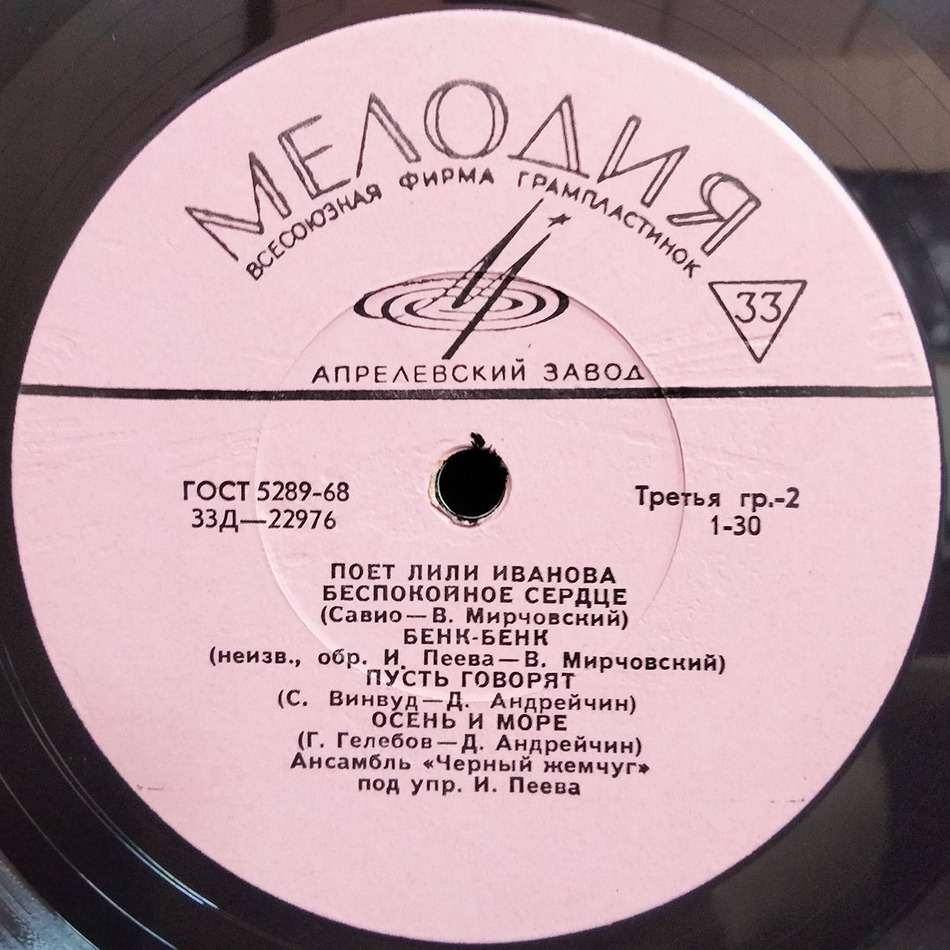 МЕЛОДИЯ
ВСЕСОЮЗНАЯ ФИРМА ГРАМПЛАСТИНОК
33
АПРЕЛЕВСКИЙ ЗАВОД
ГОСТ 5289-68
33Д—22976
Третья гр.-2
1-30
ПОЕТ ЛИЛИ ИВАНОВА
БЕСПОКОЙНОЕ СЕРДЦЕ
(Савио—В. Мирчовский)
БЕНК-БЕНК
(неизв., обр. И. Пеева—В. Мирчовский)
ПУСТЬ ГОВОРЯТ
(С. Винвуд—Д. Андрейчин)
ОСЕНЬ И МОРЕ
(Г. Гелебов—Д. Андрейчин)
Ансамбль «Черный жемчуг»
под упр. И. Пеева